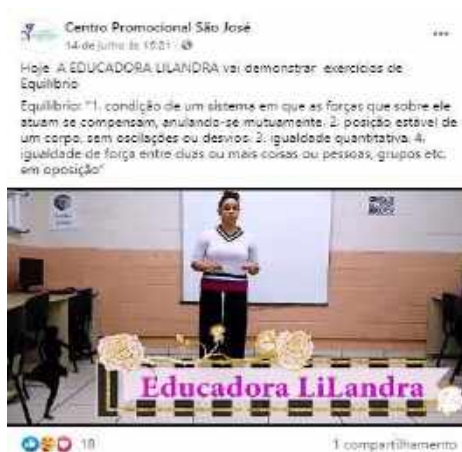 Centro Promocional São José
14 de junho às 15:21
Hoje A EDUCADORA LILANDRA vai demonstrar exercícios de
Equilíbrio
Equilíbrio: "1. condição de um sistema em que as forças que sobre ele
atuam se compensam, anulando-se mutuamente. 2. posição estável de
um corpo, sem oscilações ou desvios. 3. igualdade quantitativa. 4.
igualdade de força entre duas ou mais coisas ou pessoas, grupos etc.
em oposição"
Educadora LiLandra
18
1 compartilhamento